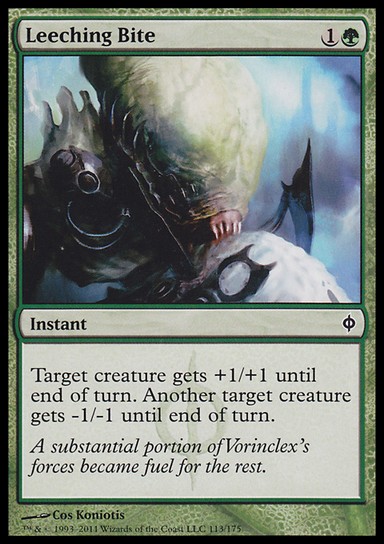 Leeching Bite 1
Instant
Target creature gets +1/+1 until
end of turn. Another target creature
gets -1/-1 until end of turn.
A substantial portion of Vorinclex's
forces became fuel for the rest.
Cos Koniotis
™ & © 1993–2011 Wizards of the Coast LLC 113/175